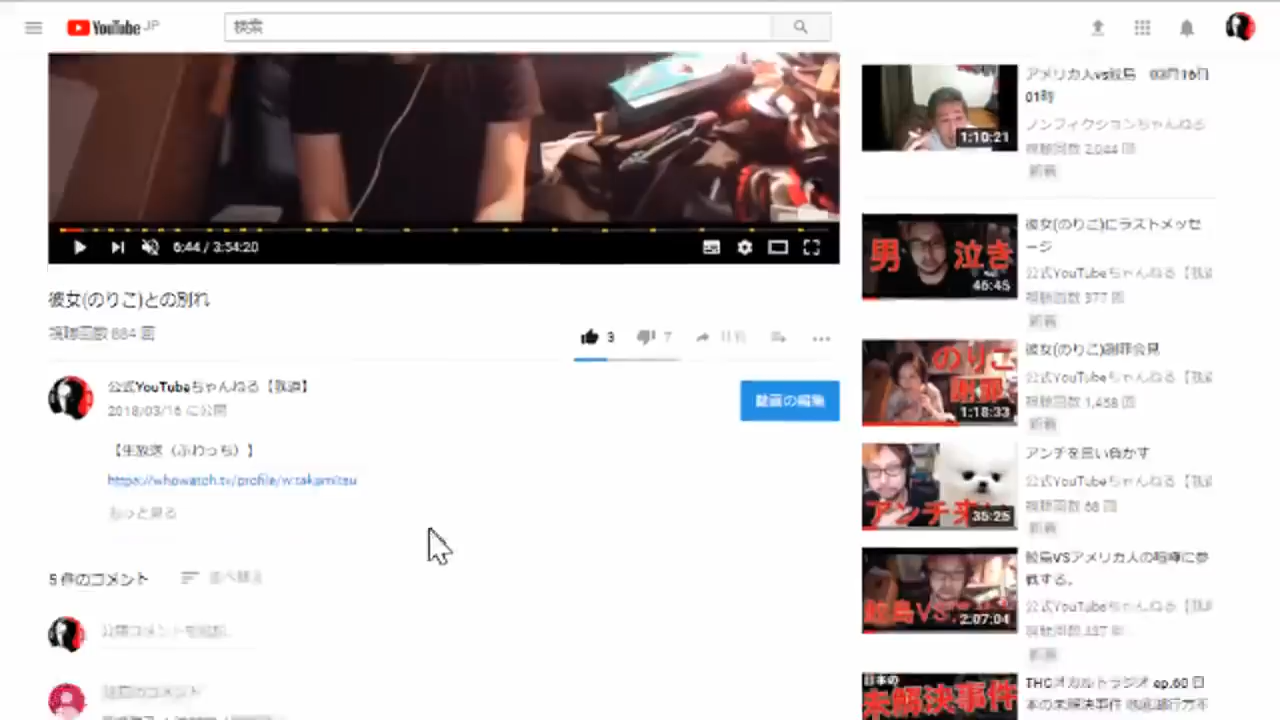 YouTube JP
検索
6:44 / 3:54:20
彼女(のりこ)との別れ
視聴回数 884 回
3
7
共有
公式YouTubeちゃんねる【
2018/03/16 に公開
動画の編集
【生放送（ふわっち）】
https://whowatch.tv/profile/w:takamitsu
もっと見る
5 件のコメント
並べ替え
アメリカ人vs鮫島 03月16日
01時
ノンフィクションちゃんねる
視聴回数 2,044 回
新着
1:10:21
彼女(のりこ)にラストメッセ
ージ
公式YouTubeちゃんねる
視聴回数 377 回
新着
男泣き
46:45
彼女(のりこ)謝罪会見
公式YouTubeちゃんねる
視聴回数 1,458 回
新着
のりこ
謝罪
1:18:33
アンチを言い負かす
公式YouTubeちゃんねる
視聴回数 68 回
新着
アンチ来い
35:25
鮫島VSアメリカ人の喧嘩に参
戦する。
公式YouTubeちゃんねる
新着
鮫島VS
2:07:04
THCオカルトラジオ ep.60 日
本の未解決事件
日本の
未解決事件